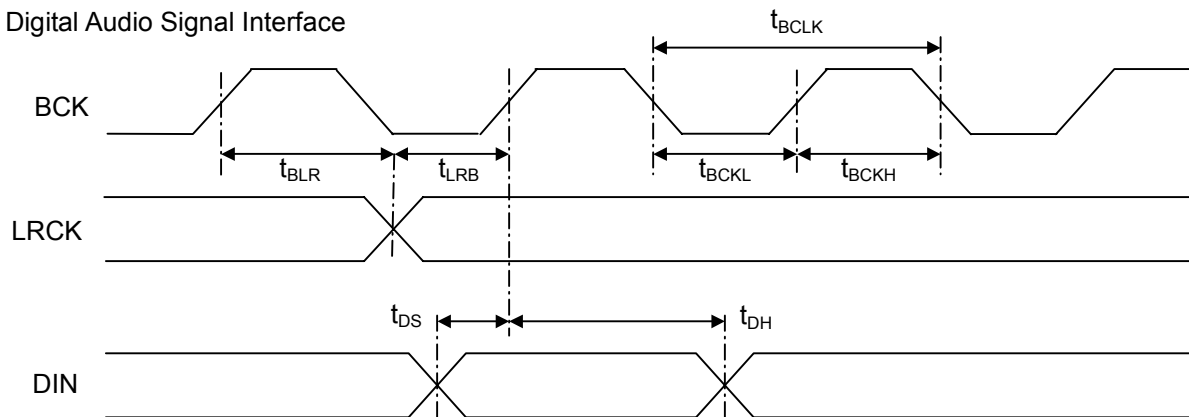 Digital Audio Signal Interface
tBCLK
BCK
tBLR tLRB tBCKL tBCKH
LRCK
tDS tDH
DIN